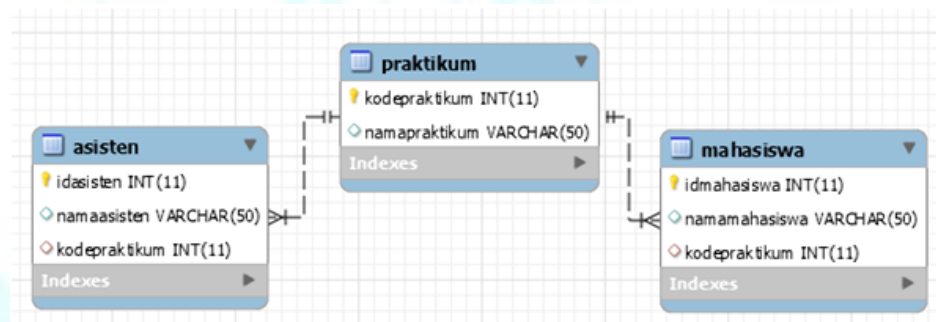 praktikum
kodepraktikum INT(11)
namapraktikum VARCHAR(50)
Indexes
asisten
idasisten INT(11)
namaasisten VARCHAR(50)
kodepraktikum INT(11)
Indexes
mahasiswa
idmahasiswa INT(11)
namamahasiswa VARCHAR(50)
kodepraktikum INT(11)
Indexes